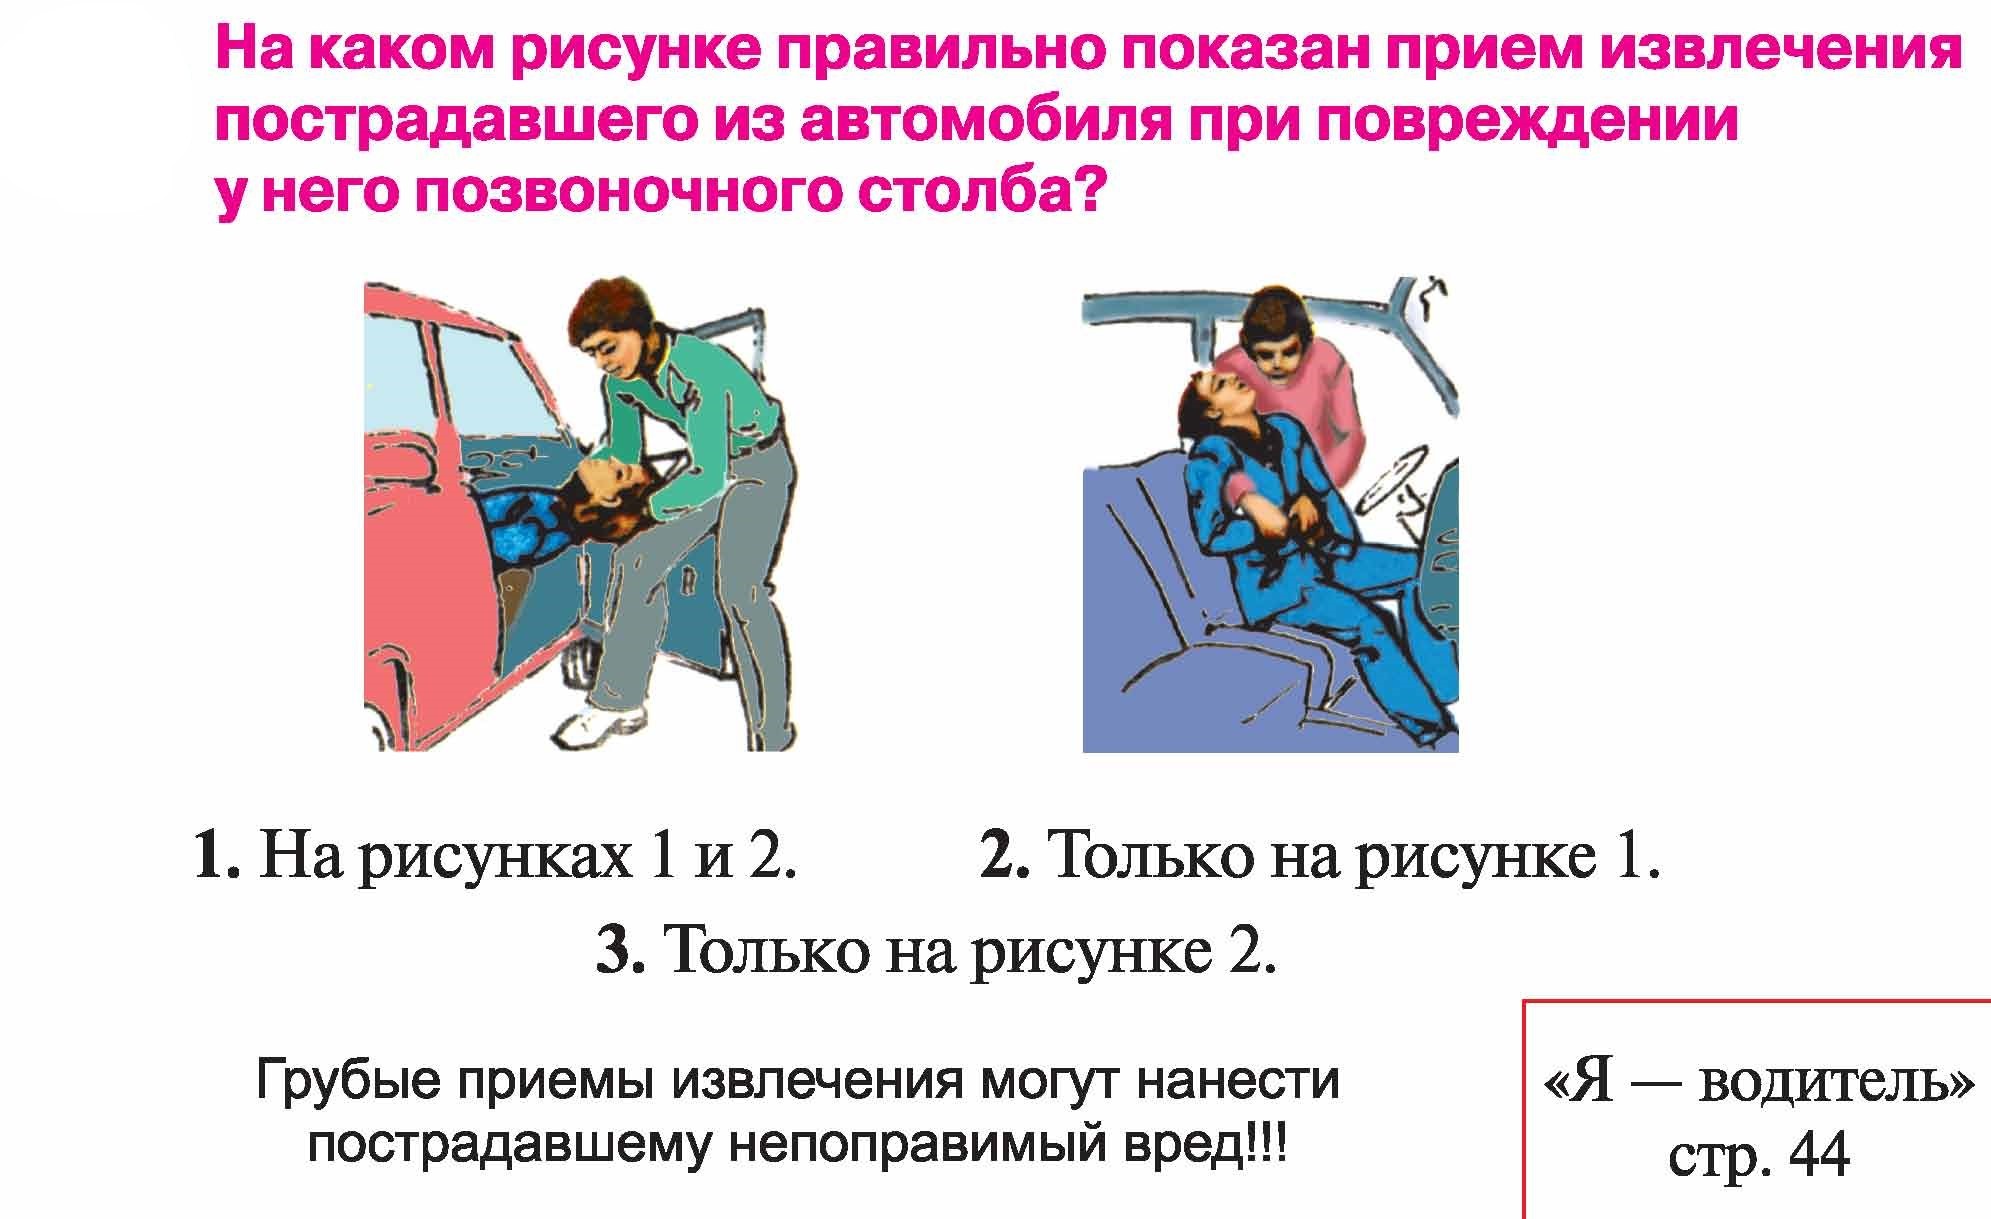 На каком рисунке правильно показан прием извлечения
пострадавшего из автомобиля при повреждении
у него позвоночного столба?
1. На рисунках 1 и 2.
2. Только на рисунке 1.
3. Только на рисунке 2.
Грубые приемы извлечения могут нанести
пострадавшему непоправимый вред!!!
«Я — водитель»
стр. 44